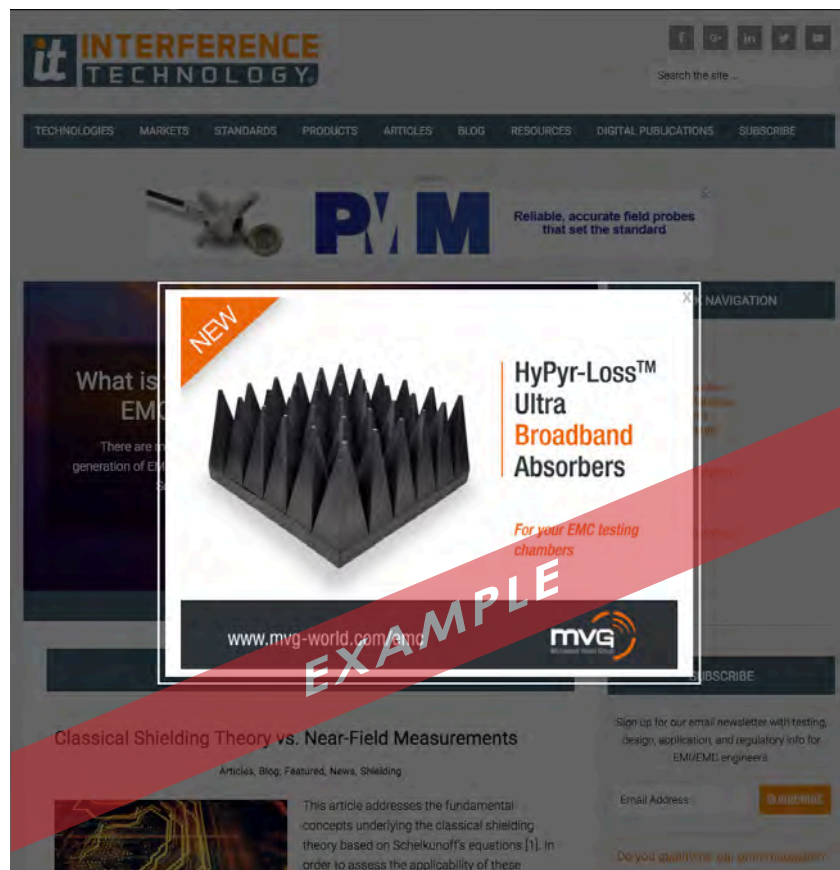 it INTERFERENCE
TECHNOLOGY
Search the site ...
TECHNOLOGIES MARKETS STANDARDS PRODUCTS ARTICLES BLOG RESOURCES DIGITAL PUBLICATIONS SUBSCRIBE
PMM
Reliable, accurate field probes
that set the standard
X
NAVIGATION
What is
EMC
There are
generation of EM
NEW
HyPyr-Loss™
Ultra
Broadband
Absorbers
For your EMC testing
chambers
www.mvg-world.com/emc
mvg
EXAMPLE
SUBSCRIBE
Sign up for our email newsletter with testing,
design, application, and regulatory info for
EMI/EMC engineers
Email Address
SUBSCRIBE
Classical Shielding Theory vs. Near-Field Measurements
Articles, Blog, Featured, News, Shielding
This article addresses the fundamental
concepts underlying the classical shielding
theory based on Schelkunoff's equations [1]. In
order to assess the applicability of these